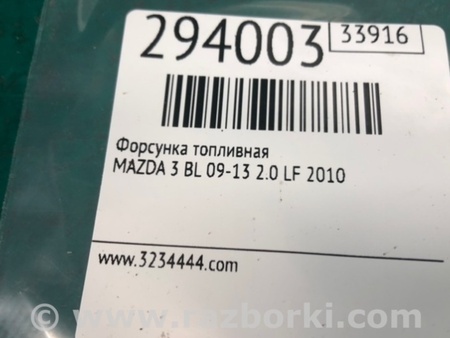 294003
33916
Форсунка топливная
MAZDA 3 BL 09-13 2.0 LF 2010
www.3234444.com
© www.razborki.com